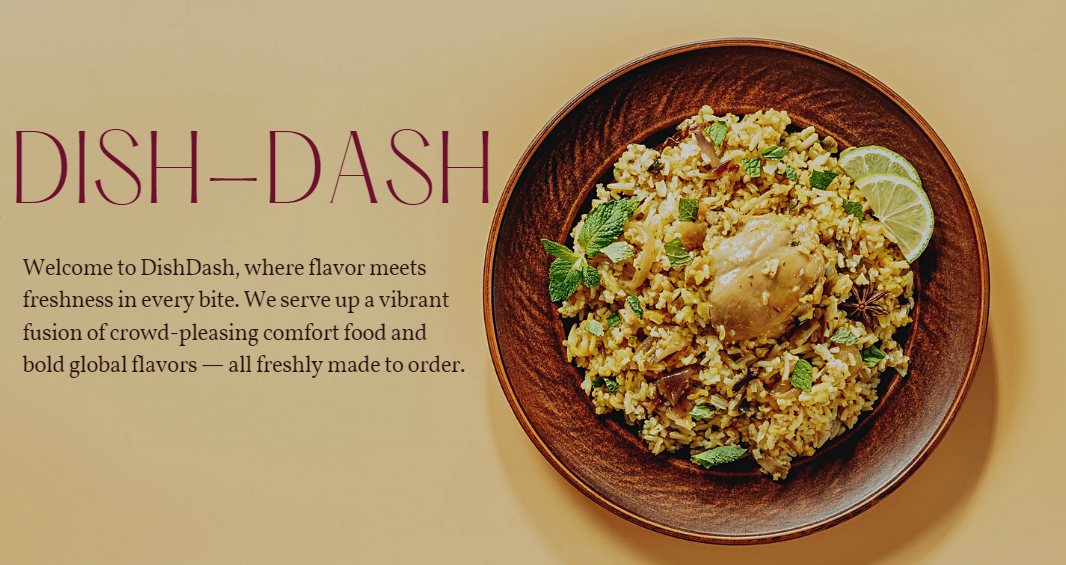 DISH–DASH
Welcome to DishDash, where flavor meets
freshness in every bite. We serve up a vibrant
fusion of crowd-pleasing comfort food and
bold global flavors — all freshly made to order.